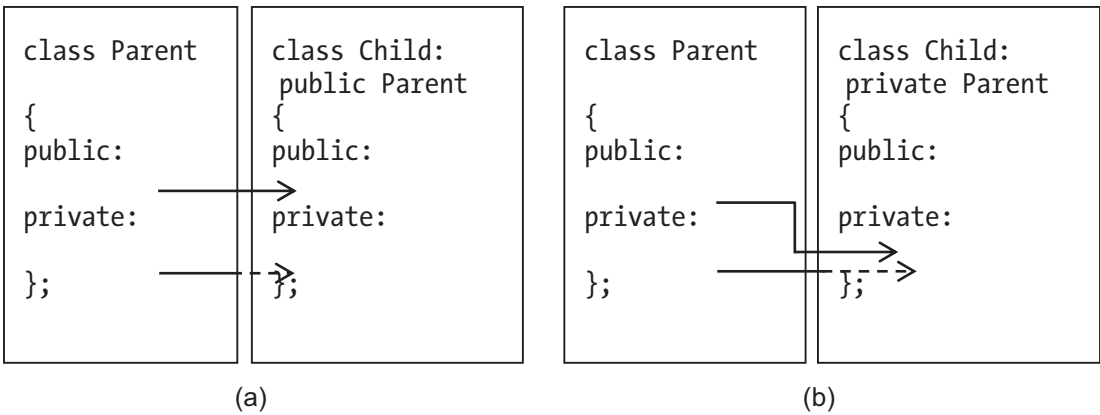 class Parent
{
public:
private:
};
class Child:
public Parent
{
public:
private:
};
(a)
class Parent
{
public:
private:
};
class Child:
private Parent
{
public:
private:
};
(b)